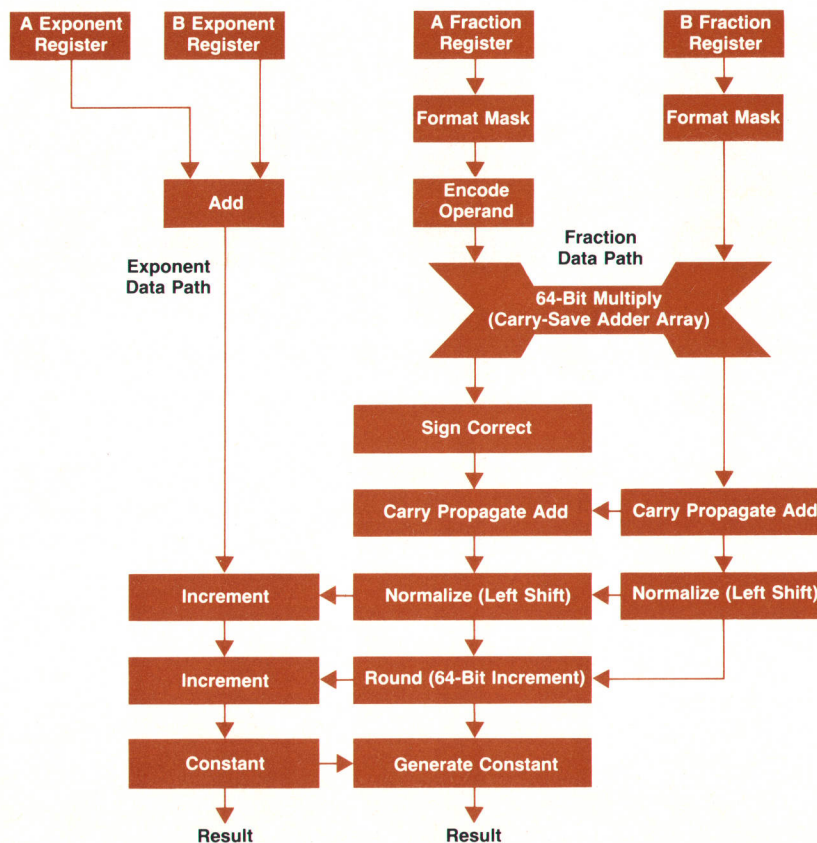 A Exponent
Register
B Exponent
Register
A Fraction
Register
B Fraction
Register
Format Mask
Format Mask
Encode
Operand
Add
Exponent
Data Path
Fraction
Data Path
64-Bit Multiply
(Carry-Save Adder Array)
Sign Correct
Carry Propagate Add
Carry Propagate Add
Increment
Normalize (Left Shift)
Normalize (Left Shift)
Increment
Round (64-Bit Increment)
Constant
Generate Constant
Result
Result